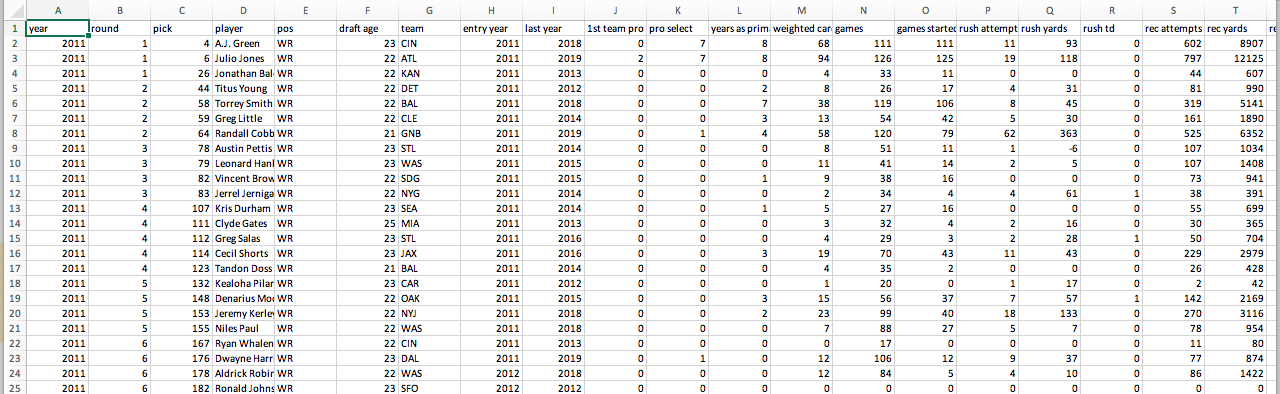 A B C D E F G H I J K L M N O P Q R S T
1 year round pick player pos draft age team entry year last year 1st team pro pro select years as prim weighted car games games started rush attempt rush yards rush td rec attempts rec yards re
2 2011 1 4 A.J. Green WR 23 CIN 2011 2018 0 7 8 68 111 111 11 93 0 602 8907
3 2011 1 6 Julio Jones WR 22 ATL 2011 2019 2 7 8 94 126 125 19 118 0 797 12125
4 2011 1 26 Jonathan Bal WR 22 KAN 2011 2013 0 0 0 4 33 11 0 0 0 44 607
5 2011 2 44 Titus Young WR 22 DET 2011 2012 0 0 2 8 26 17 4 31 0 81 990
6 2011 2 58 Torrey Smith WR 22 BAL 2011 2018 0 0 7 38 119 106 8 45 0 319 5141
7 2011 2 59 Greg Little WR 22 CLE 2011 2014 0 0 3 13 54 42 5 30 0 161 1890
8 2011 2 64 Randall Cobb WR 21 GNB 2011 2019 0 1 4 58 120 79 62 363 0 525 6352
9 2011 3 78 Austin Pettis WR 23 STL 2011 2014 0 0 0 8 51 11 1 -6 0 107 1034
10 2011 3 79 Leonard Hanl WR 23 WAS 2011 2015 0 0 0 11 41 14 2 5 0 107 1408
11 2011 3 82 Vincent Brow WR 22 SDG 2011 2015 0 0 1 9 38 16 0 0 0 73 941
12 2011 3 83 Jerrel Jerniga WR 22 NYG 2011 2014 0 0 0 2 34 4 4 61 1 38 391
13 2011 4 107 Kris Durham WR 23 SEA 2011 2014 0 0 1 5 27 16 0 0 0 55 699
14 2011 4 111 Clyde Gates WR 25 MIA 2011 2013 0 0 0 3 32 4 2 16 0 30 365
15 2011 4 112 Greg Salas WR 23 STL 2011 2016 0 0 0 4 29 3 2 28 1 50 704
16 2011 4 114 Cecil Shorts WR 23 JAX 2011 2016 0 0 3 19 70 43 11 43 0 229 2979
17 2011 4 123 Tandon Doss WR 21 BAL 2011 2014 0 0 0 4 35 2 0 0 0 26 428
18 2011 5 132 Kealoha Pilar WR 23 CAR 2011 2012 0 0 0 1 20 0 1 17 0 2 42
19 2011 5 148 Denarius Mo WR 22 OAK 2011 2015 0 0 3 15 56 37 7 57 1 142 2169
20 2011 5 153 Jeremy Kerle WR 22 NYJ 2011 2018 0 0 2 23 99 40 18 133 0 270 3116
21 2011 5 155 Niles Paul WR 22 WAS 2011 2018 0 0 0 7 88 27 5 7 0 78 954
22 2011 6 167 Ryan Whalen WR 22 CIN 2011 2013 0 0 0 0 17 0 0 0 0 11 80
23 2011 6 176 Dwayne Harr WR 23 DAL 2011 2019 0 1 0 12 106 12 9 37 0 77 874
24 2011 6 178 Aldrick Robir WR 22 WAS 2012 2018 0 0 0 12 84 5 4 10 0 86 1422
25 2011 6 182 Ronald Johns WR 23 SFO 2012 2012 0 0 0 0 0 0 0 0 0 0 0